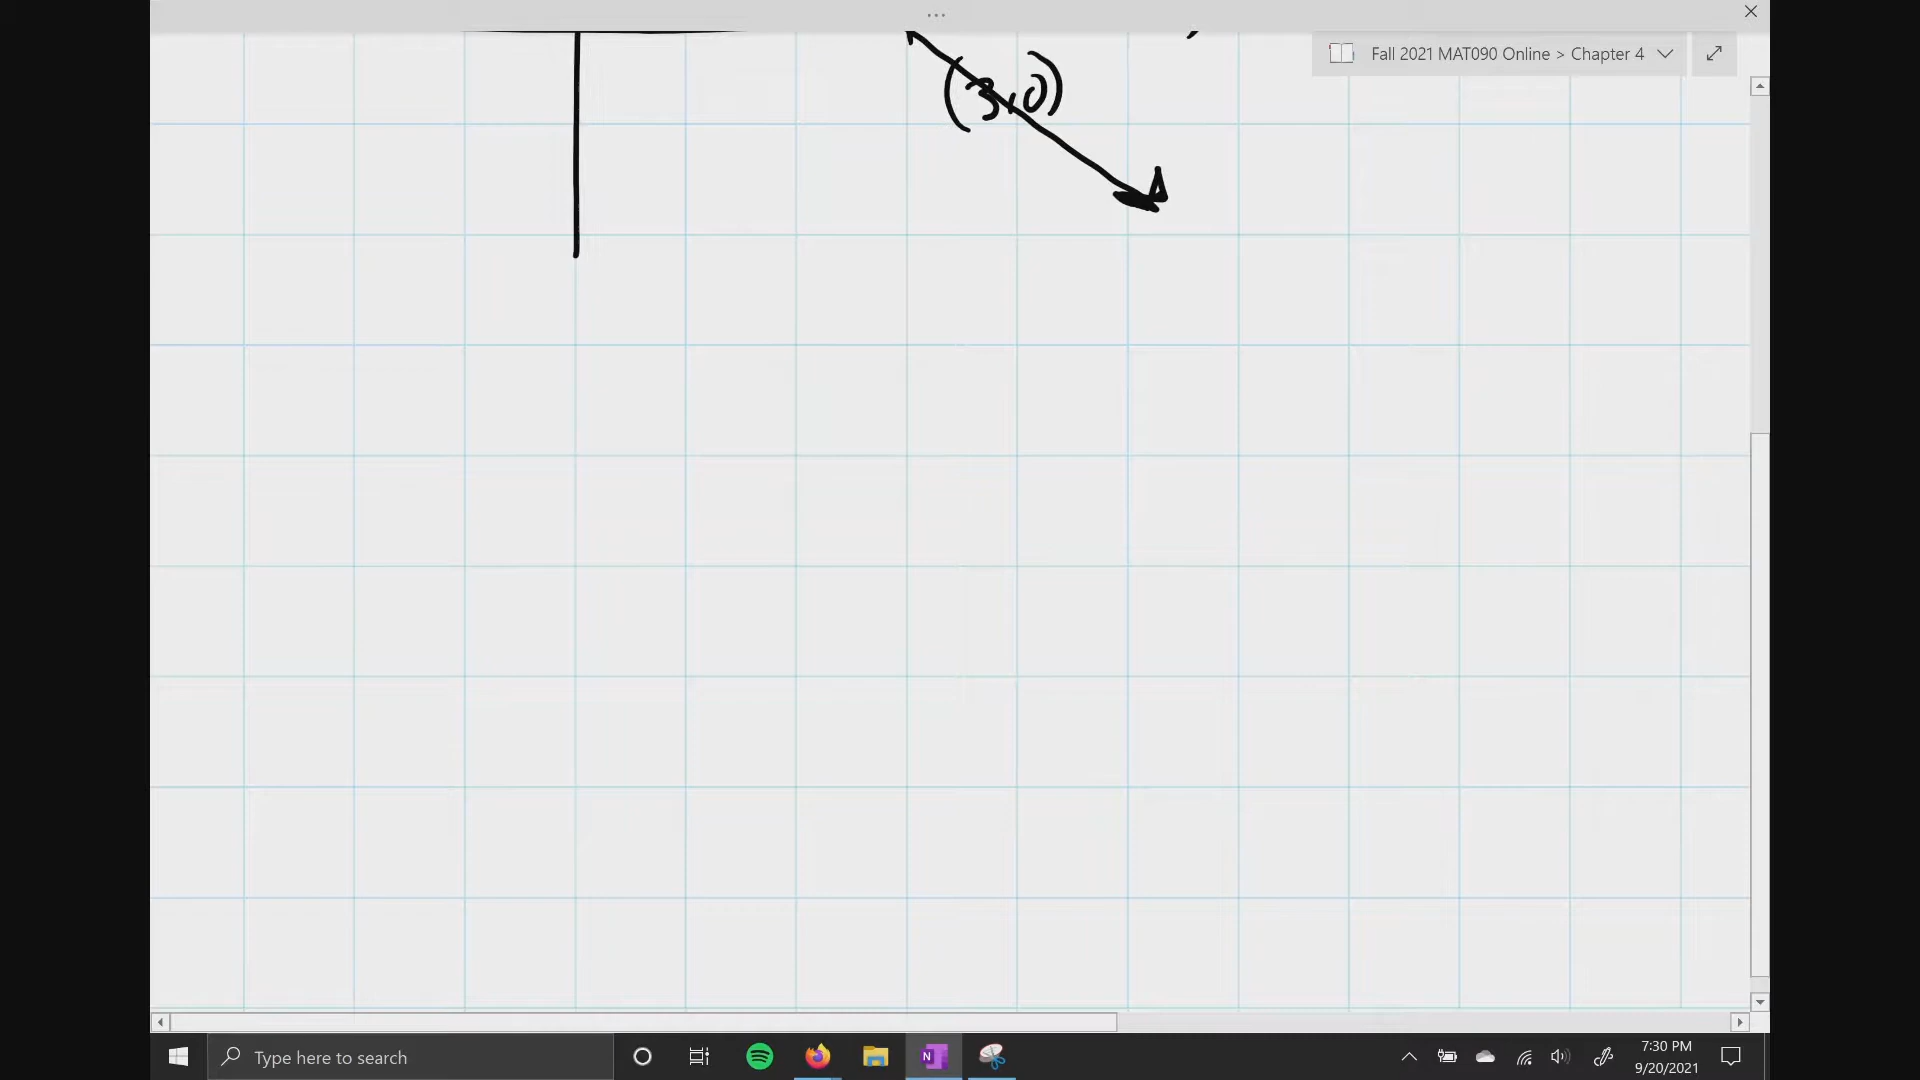 ...
Fall 2021 MAT090 Online > Chapter 4
(3,0)
Type here to search
N
7:30 PM
9/20/2021